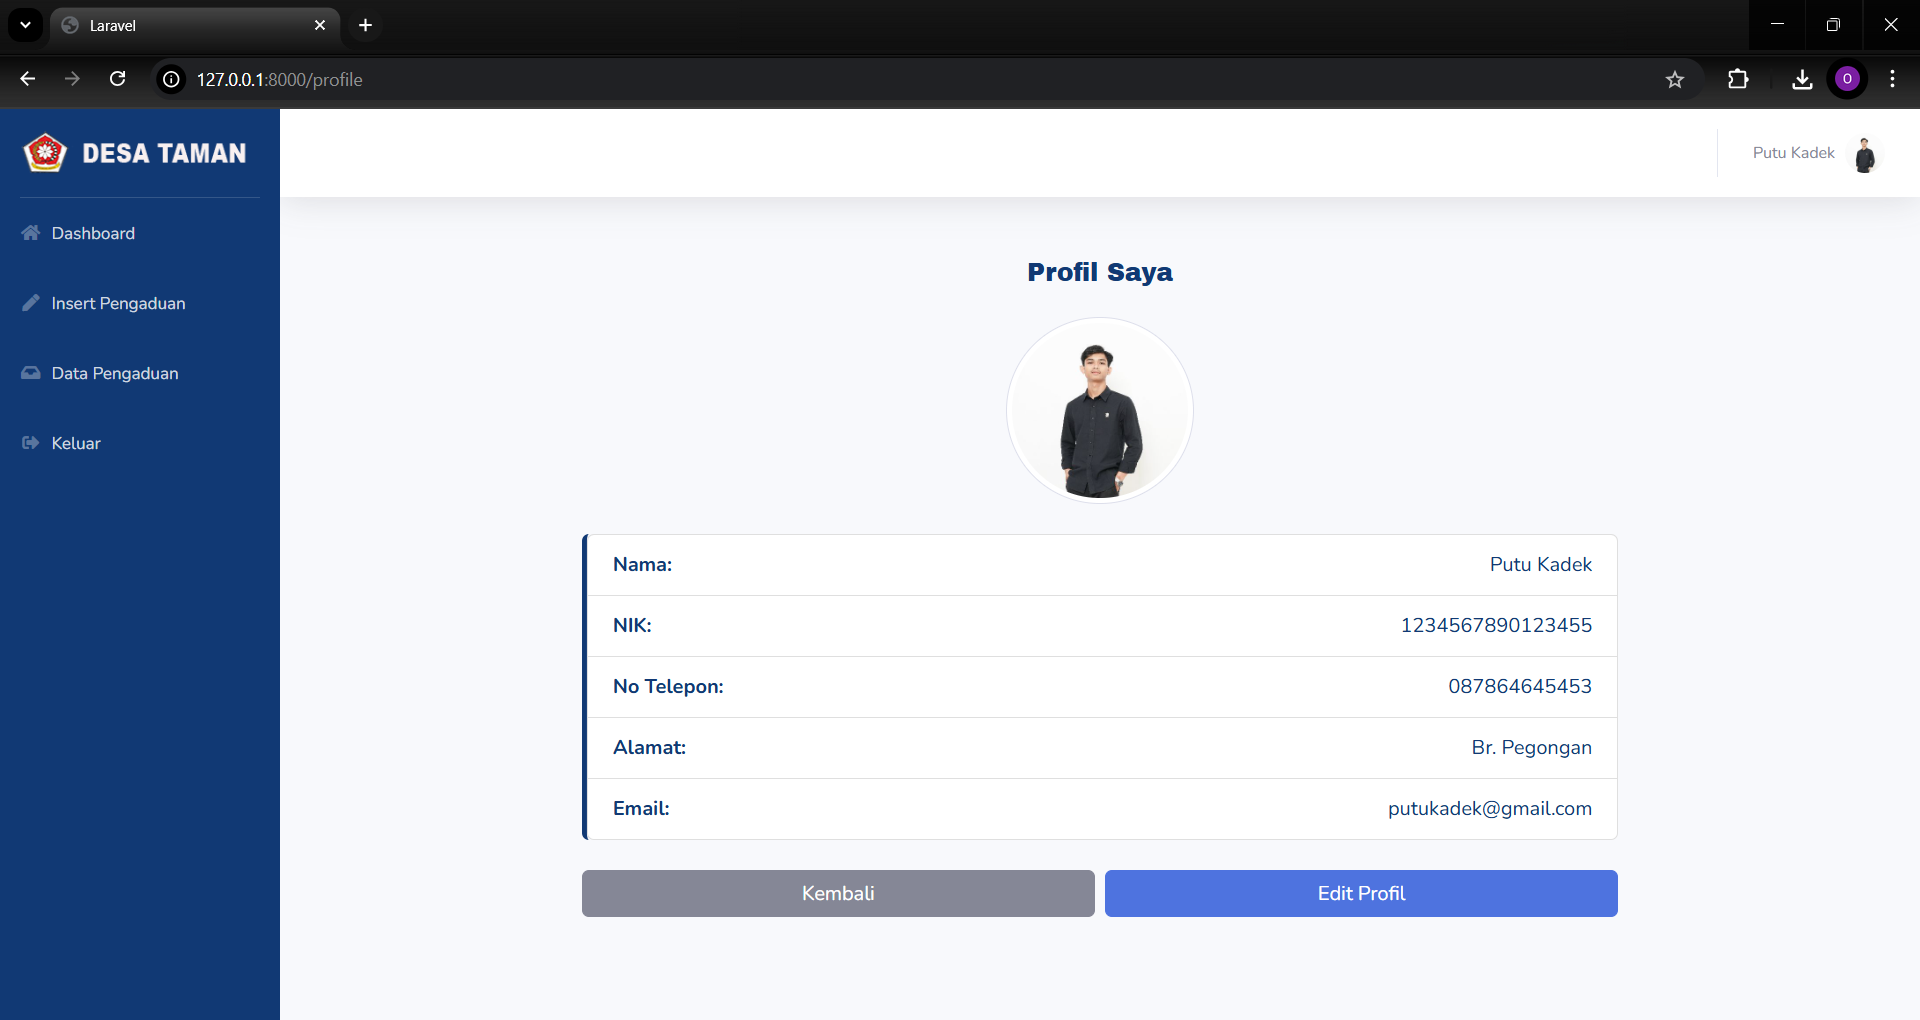 Laravel
127.0.0.1:8000/profile
O
DESA TAMAN
Putu Kadek
Dashboard
Insert Pengaduan
Data Pengaduan
Keluar
Profil Saya
Nama: Putu Kadek
NIK: 1234567890123455
No Telepon: 087864645453
Alamat: Br. Pegongan
Email: putukadek@gmail.com
Kembali Edit Profil